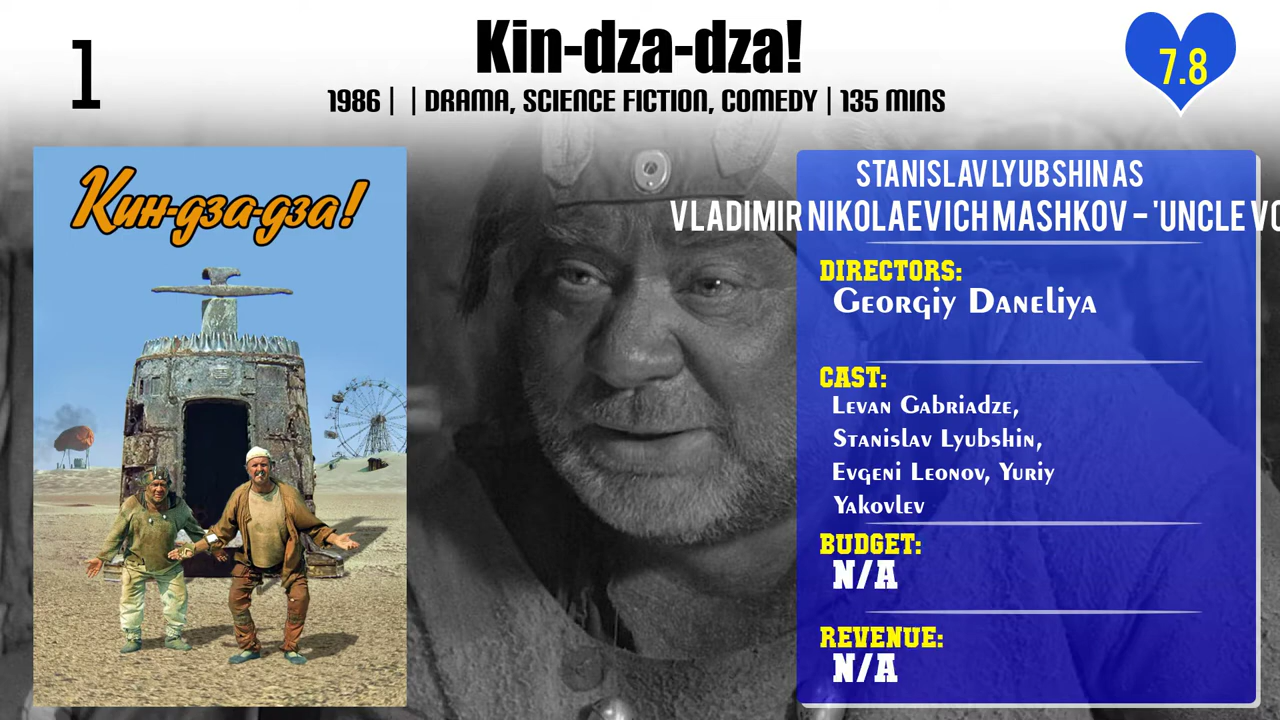 1
Kin-dza-dza!
1986 | | DRAMA, SCIENCE FICTION, COMEDY | 135 MINS
7.8
Кин-дза-дза!
STANISLAV LYUBSHIN AS
VLADIMIR NIKOLAEVICH MASHKOV - 'UNCLE VO
DIRECTORS:
Georgiy Daneliya
CAST:
Levan Gabriadze,
Stanislav Lyubshin,
Evgeni Leonov, Yuriy
Yakovlev
BUDGET:
N/A
REVENUE:
N/A